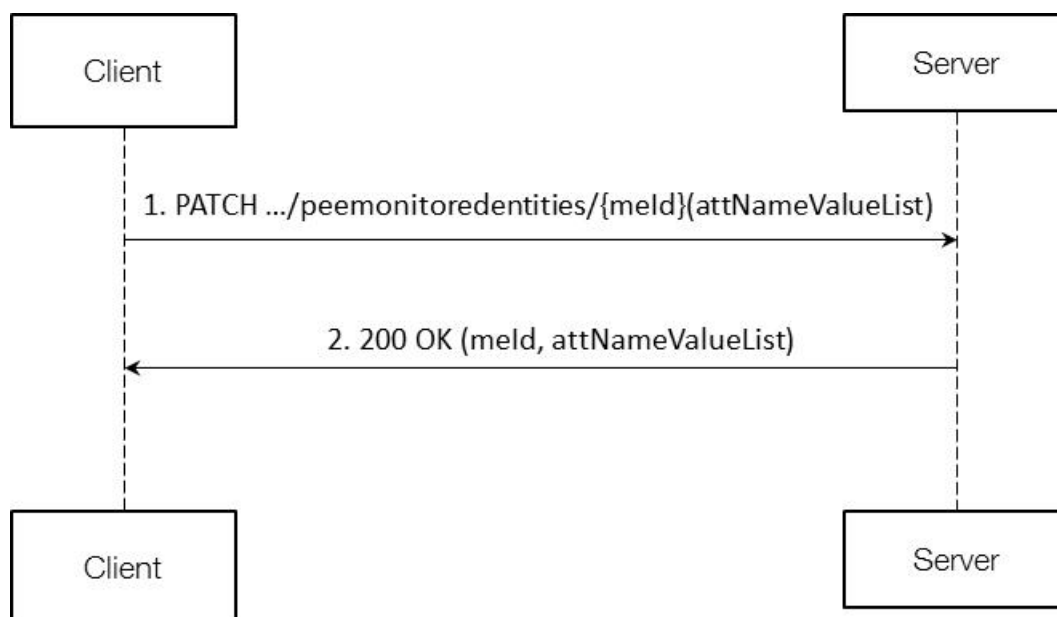 Client
Server
1. PATCH .../peemonitoredentities/{meId}(attNameValueList)
2. 200 OK (meId, attNameValueList)
Client
Server